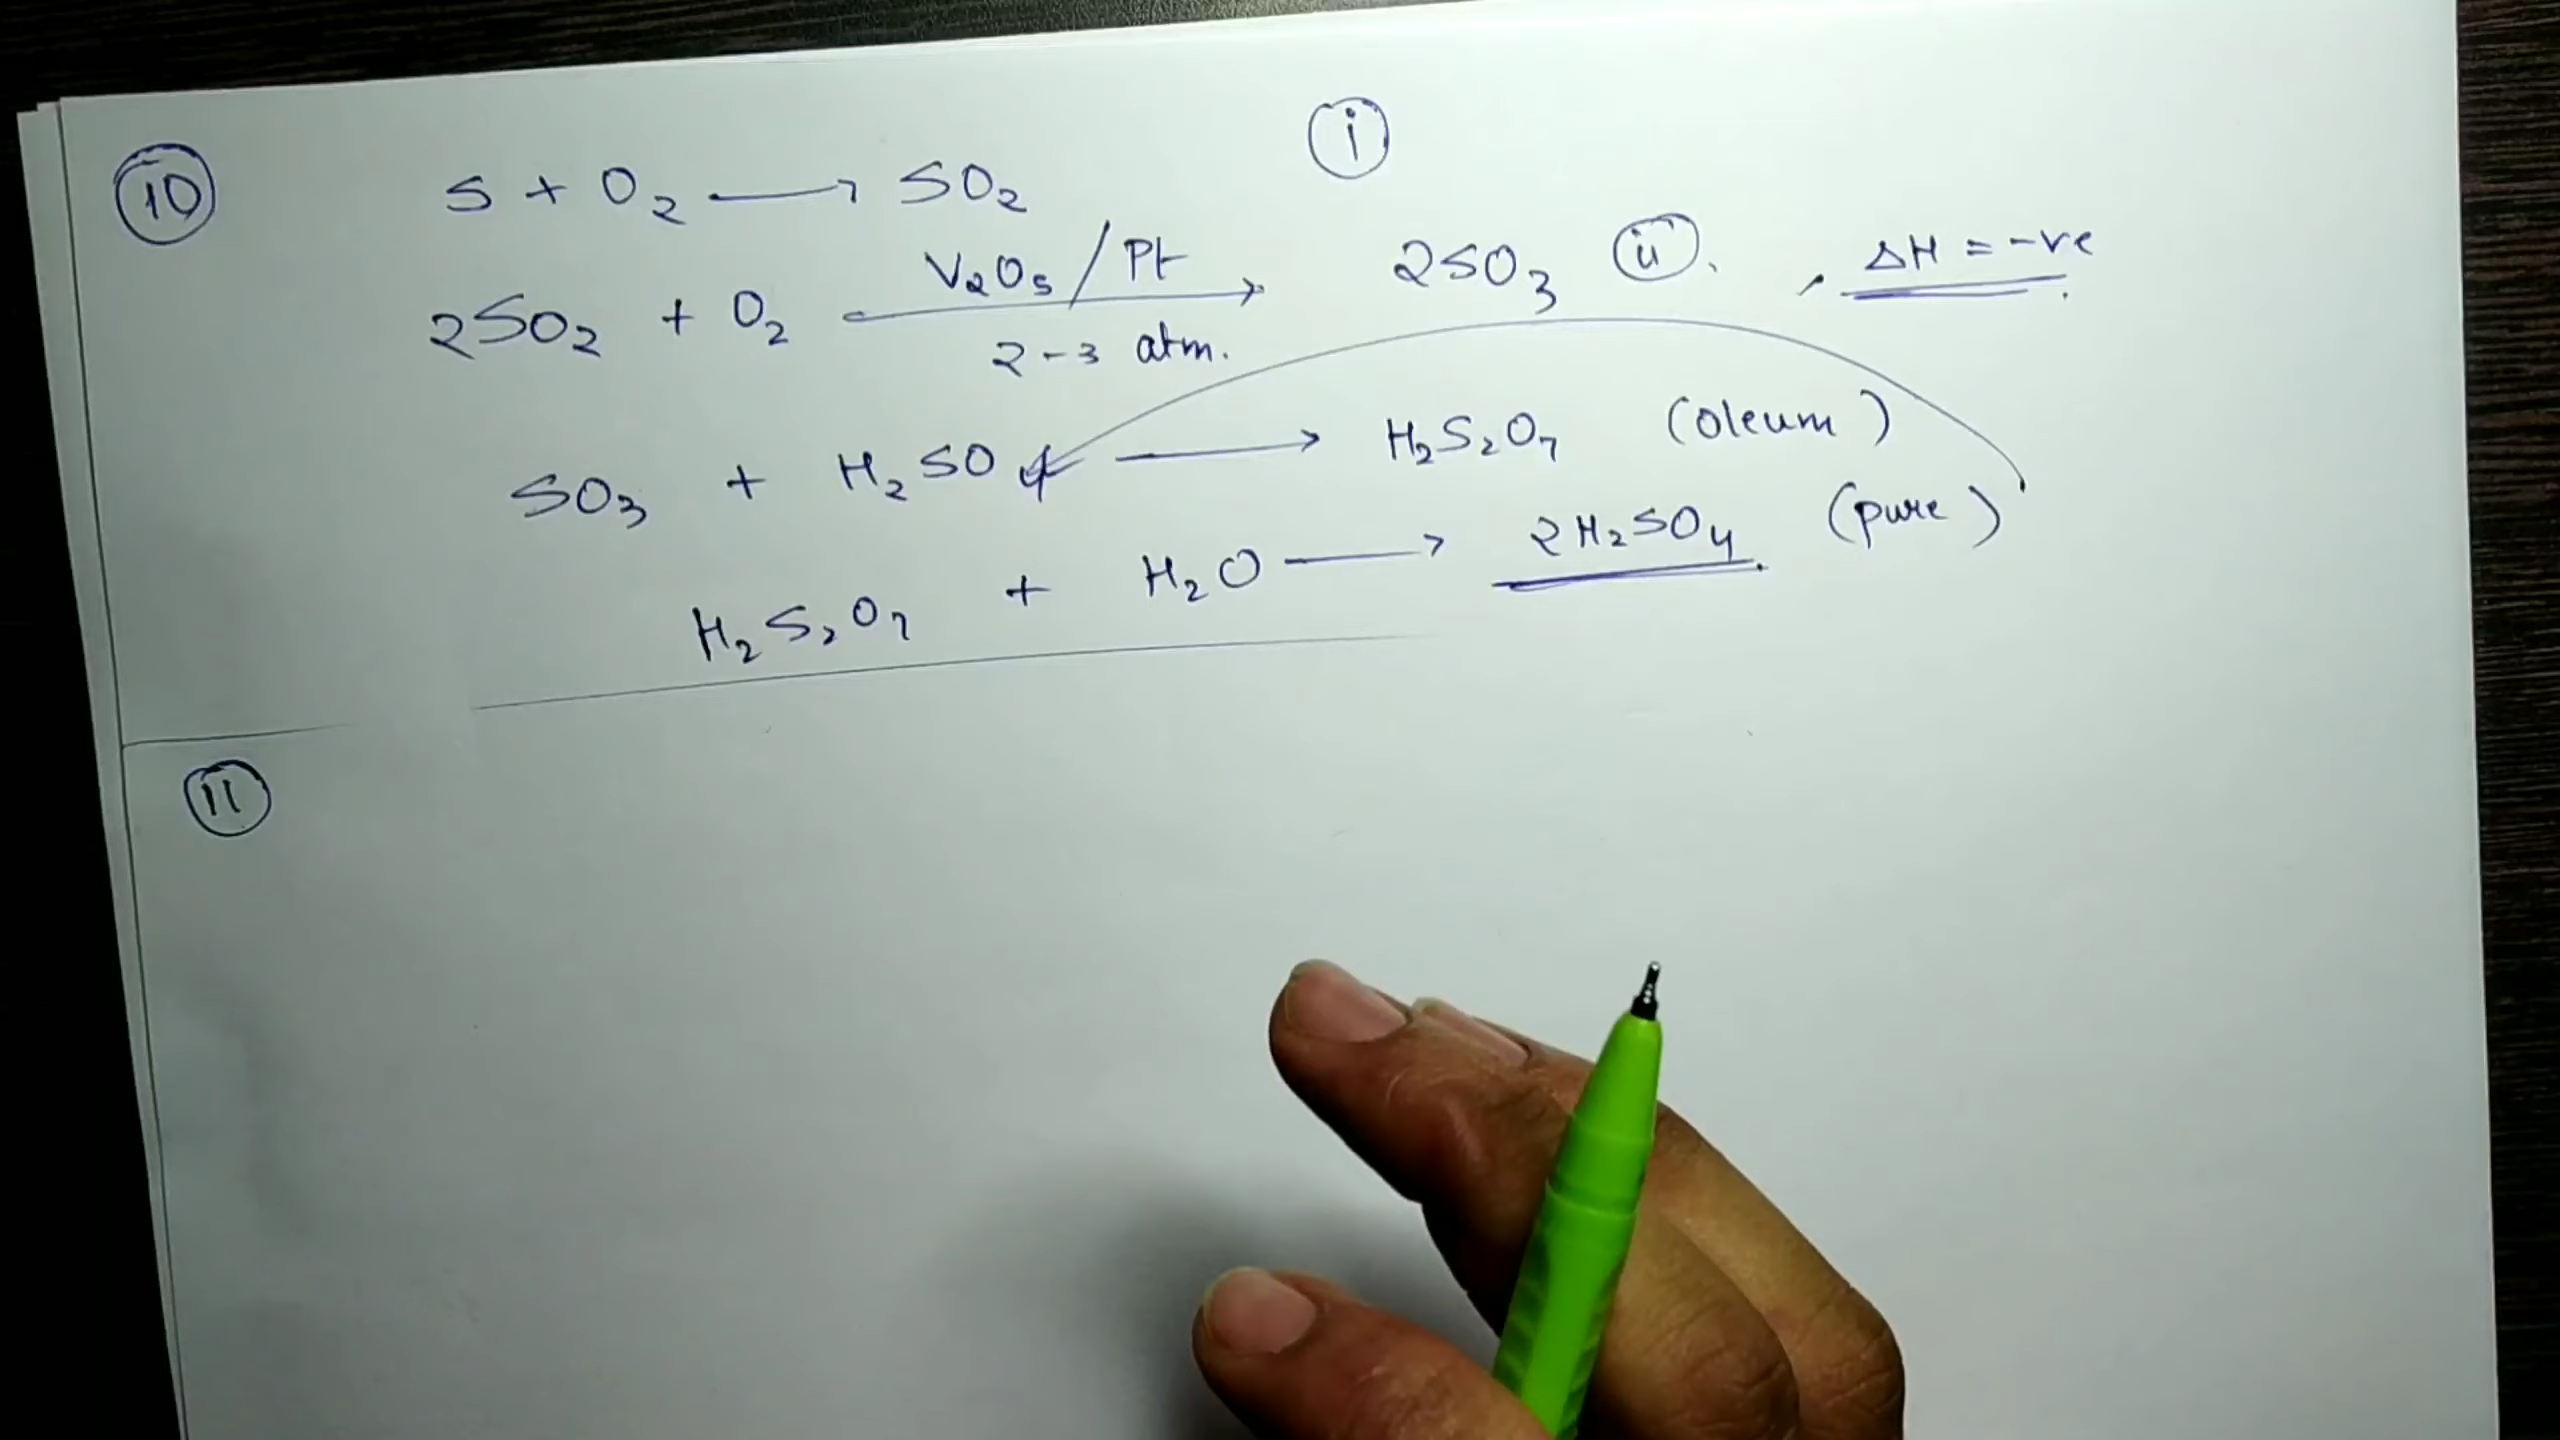 10 S + O₂ ⟶ SO₂ i
2SO₂ + O₂ V₂O₅/Pt ⟶ 2-3 atm. 2SO₃ ii. , ΔH = -ve.
SO₃ + H₂SO₄ ⟶ H₂S₂O₇ (Oleum)
H₂S₂O₇ + H₂O ⟶ 2H₂SO₄. (pure)
11